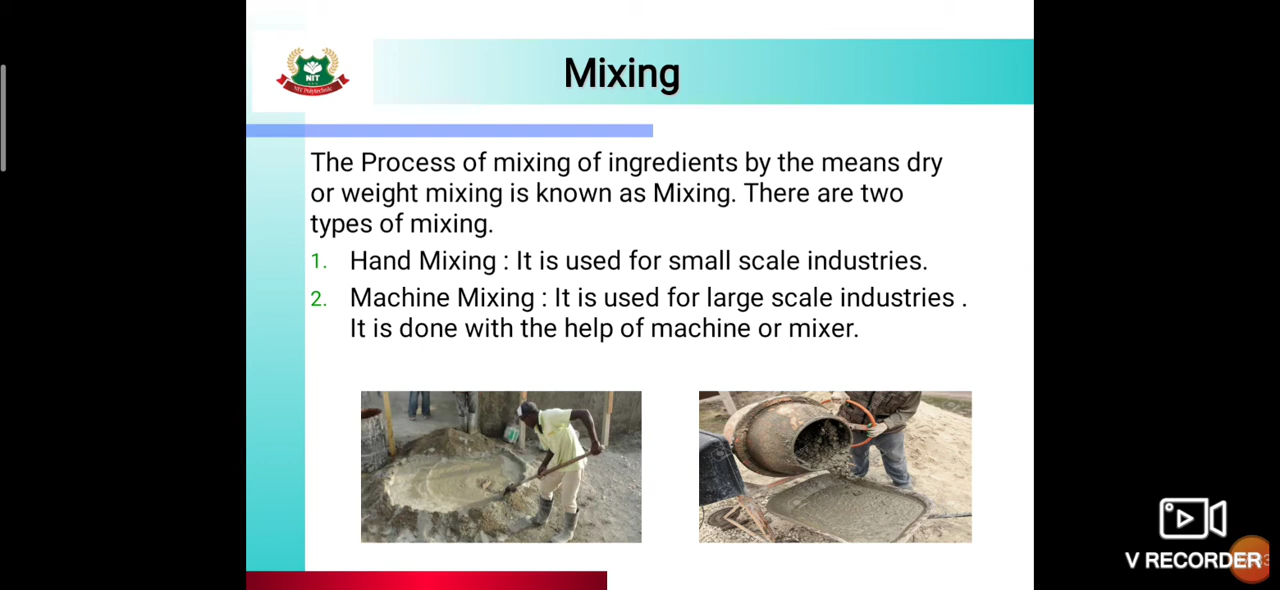 Mixing
NiT
NIT Polytechnic
The Process of mixing of ingredients by the means dry
or weight mixing is known as Mixing. There are two
types of mixing.
1. Hand Mixing : It is used for small scale industries.
2. Machine Mixing : It is used for large scale industries .
It is done with the help of machine or mixer.
V RECORDER